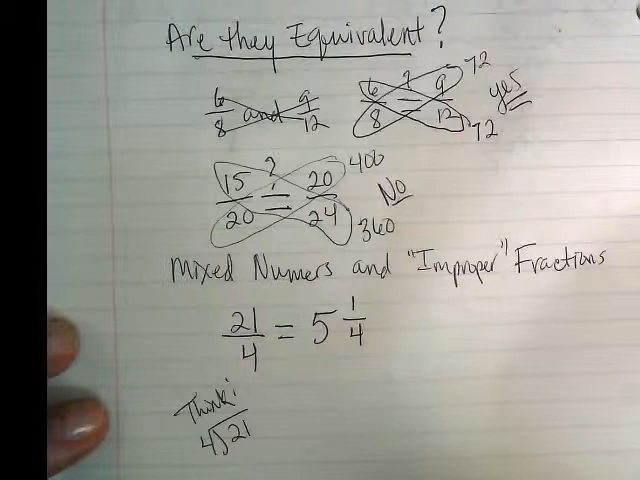 Are they Equivalent?
6/8 and 9/12 6/8 ?= 9/12 72 72 yes
15/20 ?= 20/24 400 360 No
Mixed Numers and "Improper" Fractions
21/4 = 5 1/4
Think:
4)21